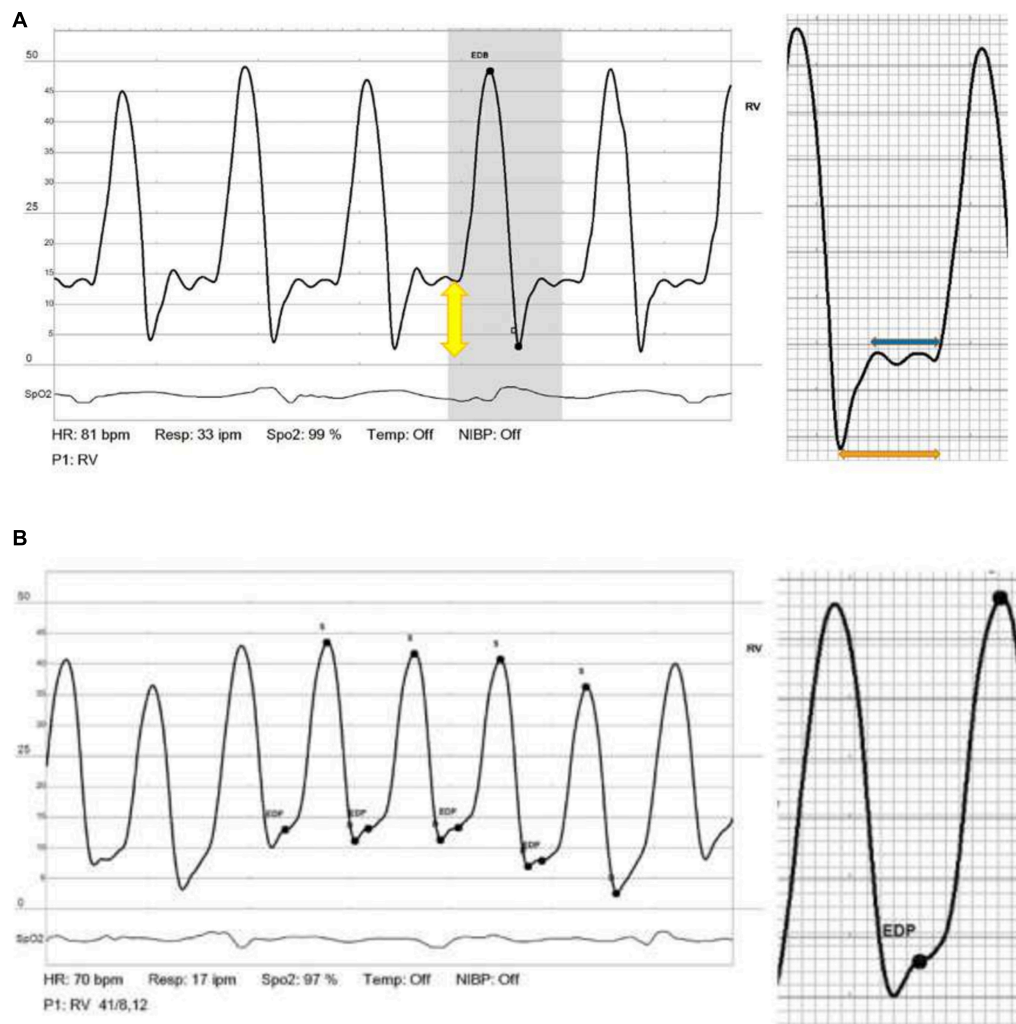 A
50
EDB
RV
45
40
35
30
25
20
15
10
5
D
0
SpO2
HR: 81 bpm Resp: 33 ipm Spo2: 99 % Temp: Off NIBP: Off
P1: RV
B
50
S
45
S
S
RV
40
S
35
30
25
20
EDP EDP EDP
15
EDP
10
EDP
5
0
SpO2
HR: 70 bpm Resp: 17 ipm Spo2: 97 % Temp: Off NIBP: Off
P1: RV 41/8,12